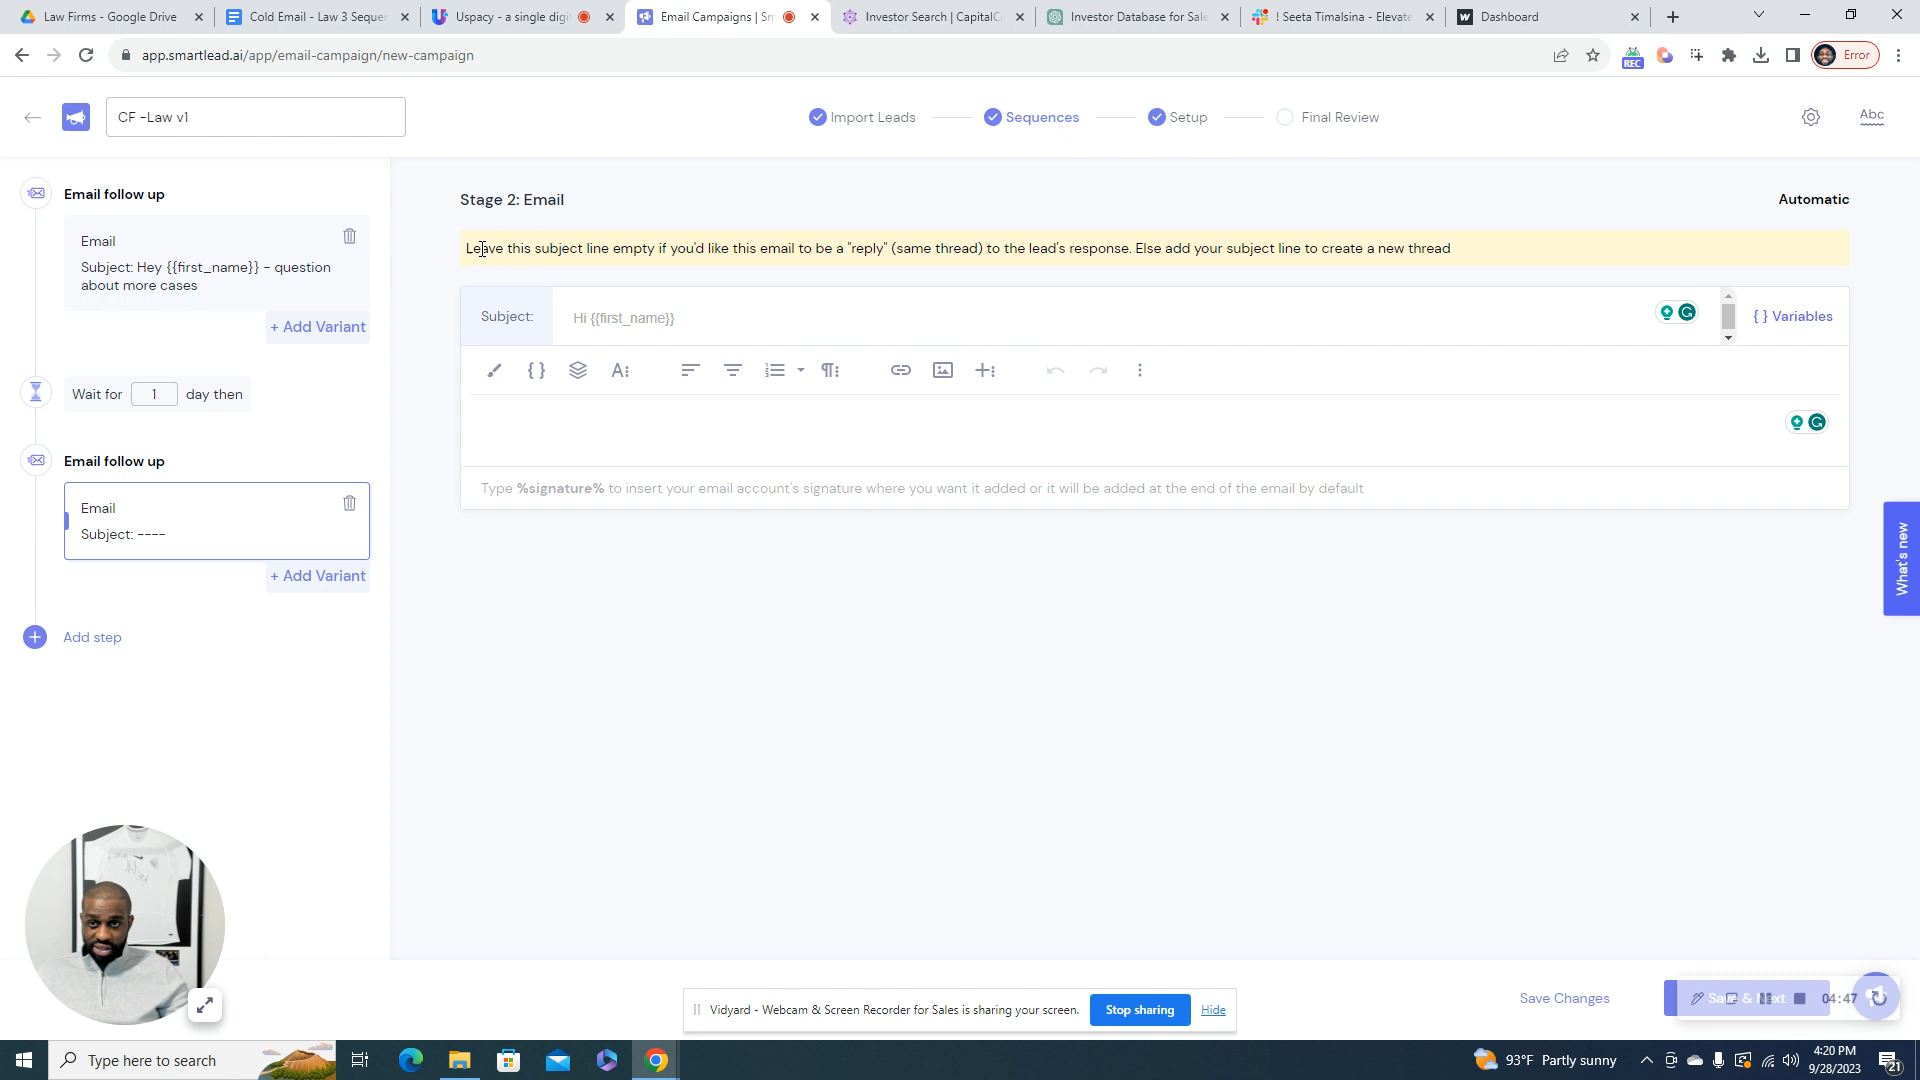 Law Firms - Google Drive
Cold Email - Law 3 Sequen
Uspacy - a single digi
Email Campaigns | Sm
Investor Search | CapitalC
Investor Database for Sale
! Seeta Timalsina - Elevate
Dashboard
app.smartlead.ai/app/email-campaign/new-campaign
REC
Error
CF -Law v1
Import Leads
Sequences
Setup
Final Review
Abc
Email follow up
Email
Subject: Hey {{first_name}} - question
about more cases
+ Add Variant
Wait for 1 day then
Email follow up
Email
Subject: ----
+ Add Variant
Add step
Stage 2: Email
Automatic
Leave this subject line empty if you'd like this email to be a "reply" (same thread) to the lead's response. Else add your subject line to create a new thread
Subject:
Hi {{first_name}}
{ } Variables
Type %signature% to insert your email account's signature where you want it added or it will be added at the end of the email by default
What's new
Save Changes
Save & Next
04:47
Vidyard - Webcam & Screen Recorder for Sales is sharing your screen.
Stop sharing
Hide
Type here to search
93°F Partly sunny
4:20 PM
9/28/2023
21